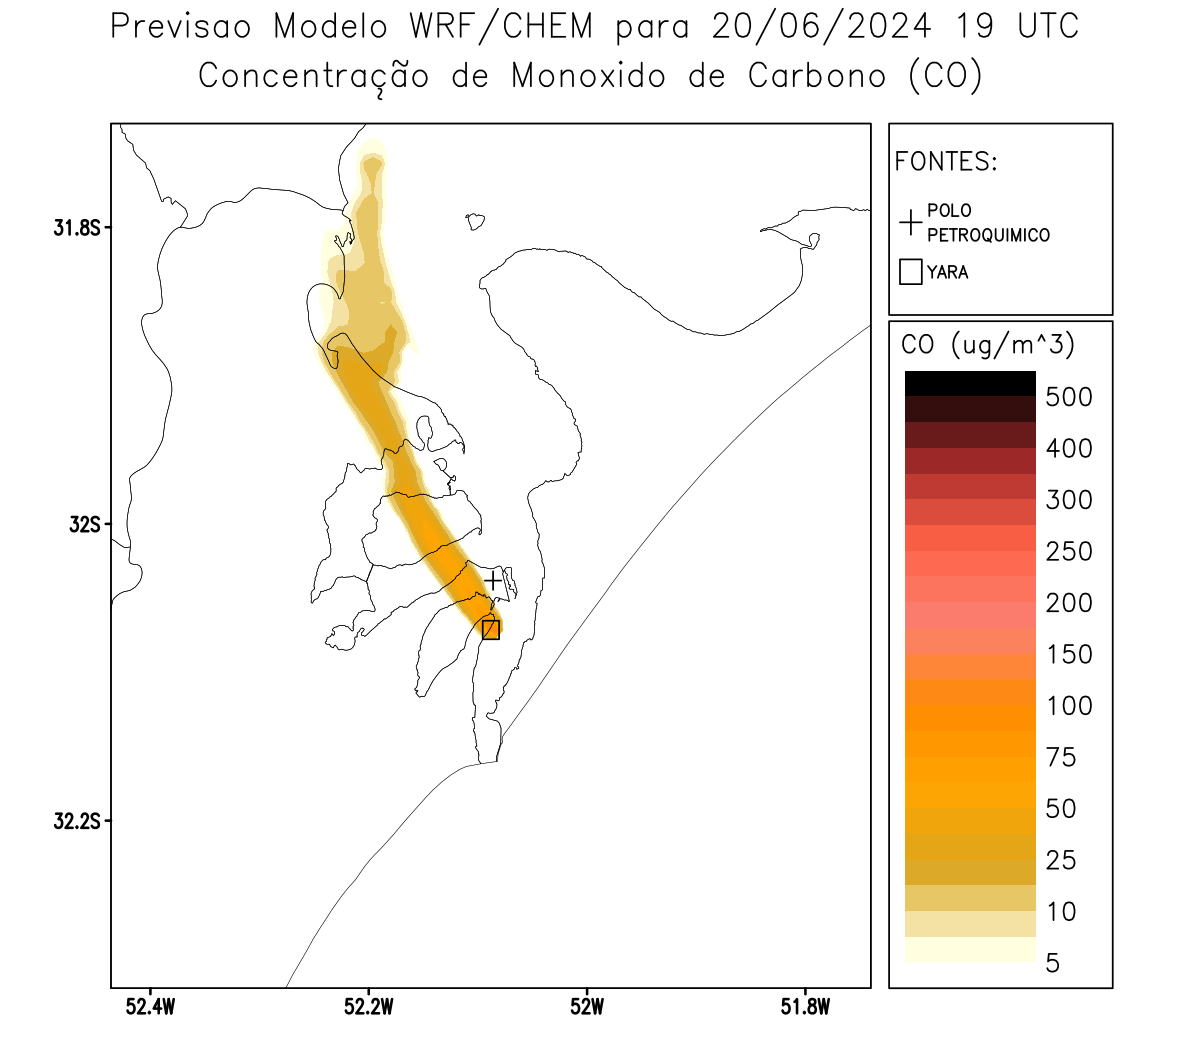 Previsao Modelo WRF/CHEM para 20/06/2024 19 UTC
Concentração de Monoxido de Carbono (CO)
FONTES:
POLO
PETROQUIMICO
YARA
CO (ug/m^3)
500
400
300
250
200
150
100
75
50
25
10
5
31.8S
32S
32.2S
52.4W
52.2W
52W
51.8W